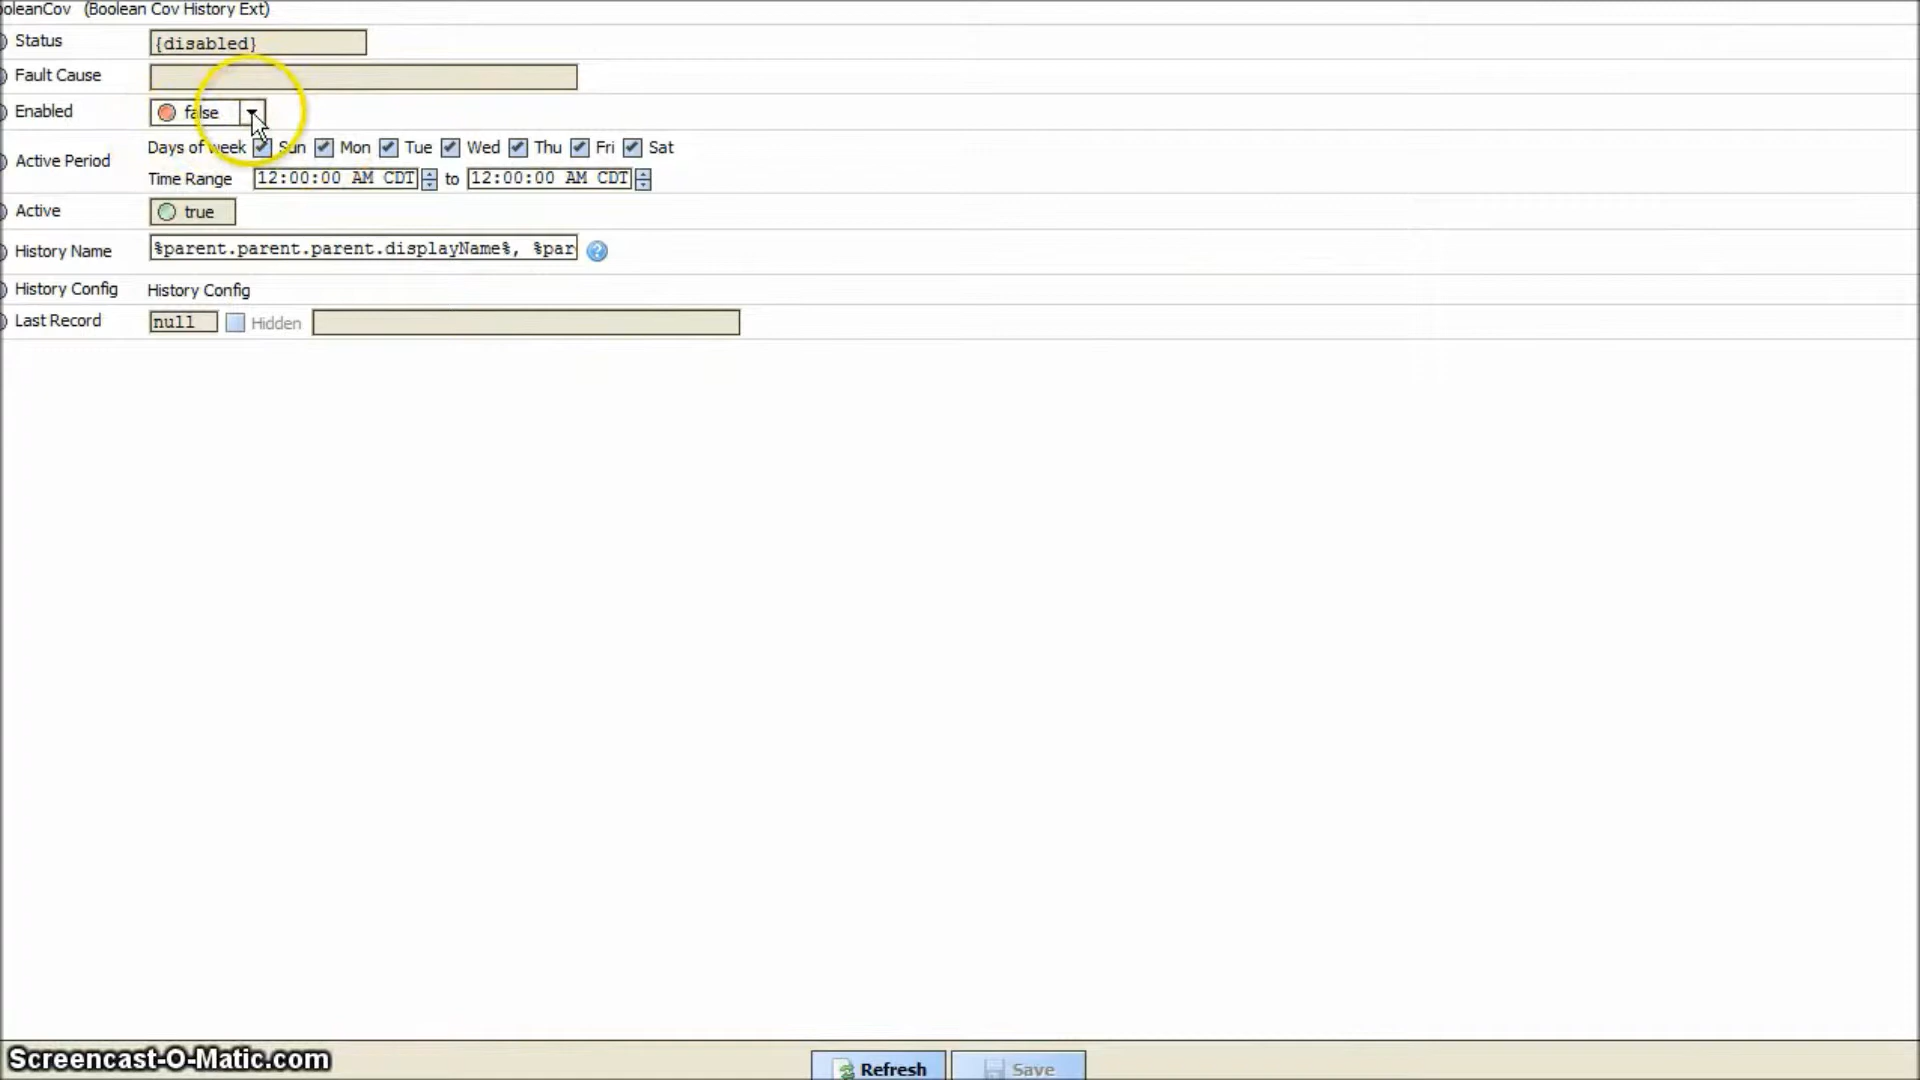 ooleanCov (Boolean Cov History Ext)
Status {disabled}
Fault Cause
Enabled false
Active Period Days of week Sun Mon Tue Wed Thu Fri Sat
Time Range 12:00:00 AM CDT to 12:00:00 AM CDT
Active true
History Name %parent.parent.parent.displayName%, %par ?
History Config History Config
Last Record null Hidden
Screencast-O-Matic.com Refresh Save